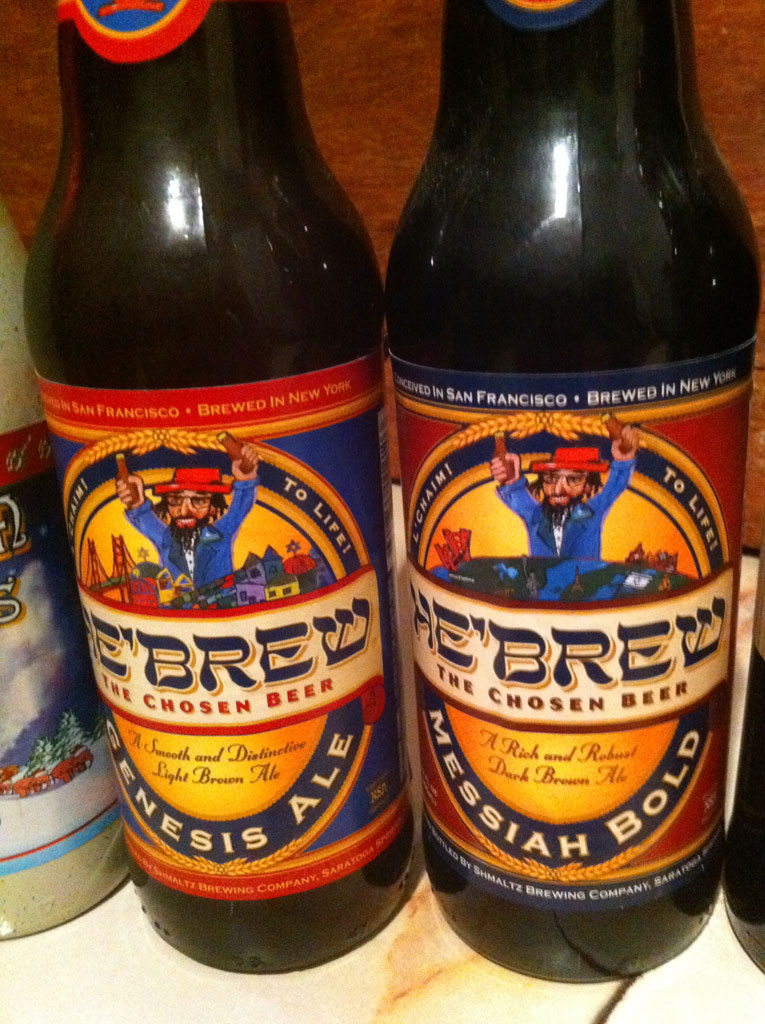 IN SAN FRANCISCO • BREWED IN NEW YORK
L'CHAIM! TO LIFE!
HE'BREW
THE CHOSEN BEER
A Smooth and Distinctive
Light Brown Ale
GENESIS ALE
BY SHMALTZ BREWING COMPANY, SARATOGA
CONCEIVED IN SAN FRANCISCO • BREWED IN NEW YORK
L'CHAIM! TO LIFE!
HE'BREW
THE CHOSEN BEER
A Rich and Robust
Dark Brown Ale
MESSIAH BOLD
BOTTLED BY SHMALTZ BREWING COMPANY, SARATOGA